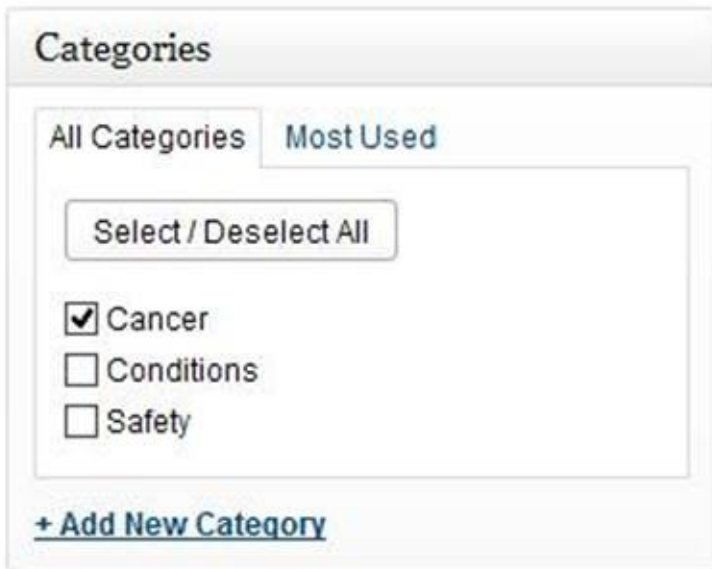 Categories
All Categories Most Used
Select / Deselect All
Cancer
Conditions
Safety
+ Add New Category